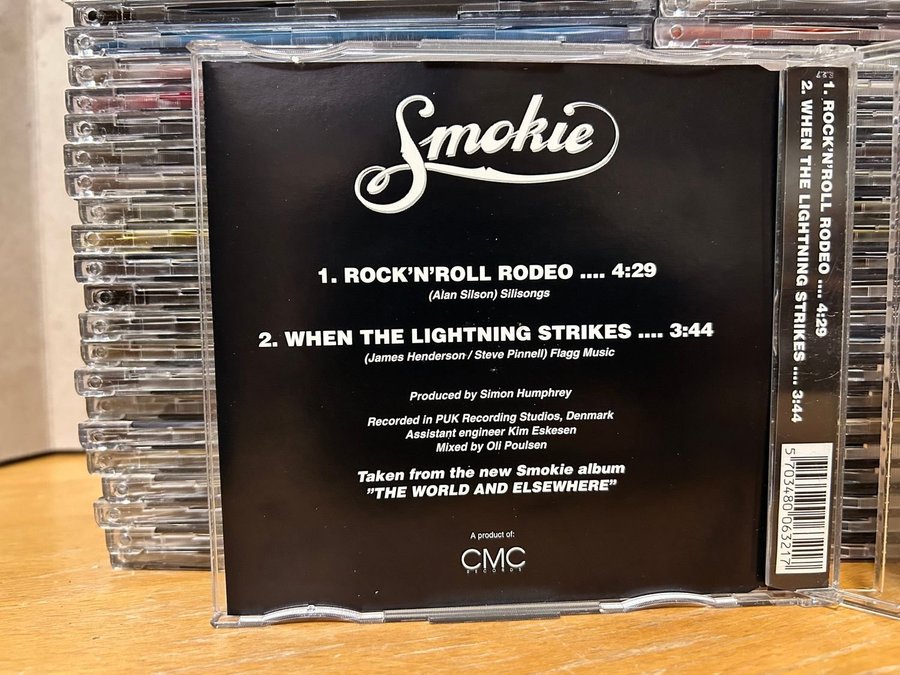 Smokie
1. ROCK'N'ROLL RODEO .... 4:29
(Alan Silson) Silisongs
2. WHEN THE LIGHTNING STRIKES .... 3:44
(James Henderson / Steve Pinnell) Flagg Music
Produced by Simon Humphrey
Recorded in PUK Recording Studios, Denmark
Assistant engineer Kim Eskesen
Mixed by Oli Poulsen
Taken from the new Smokie album
"THE WORLD AND ELSEWHERE"
A product of:
CMC
RECORDS
1. ROCK'N'ROLL RODEO .... 4:29
2. WHEN THE LIGHTNING STRIKES .... 3:44
5 703480 063217